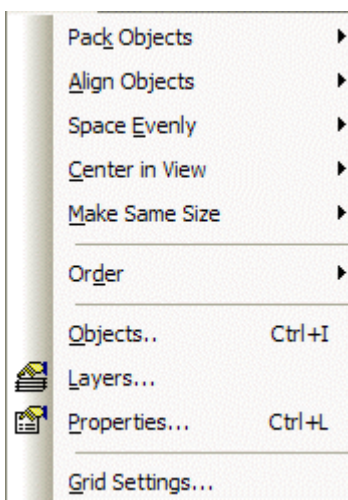 Pack Objects
Align Objects
Space Evenly
Center in View
Make Same Size
Order
Objects.. Ctrl+I
Layers...
Properties... Ctrl+L
Grid Settings...